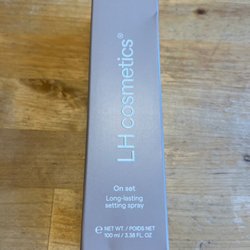 LH cosmetics®
On set
Long-lasting
setting spray
℮ NET WT. / POIDS NET
100 ml / 3.38 FL. OZ